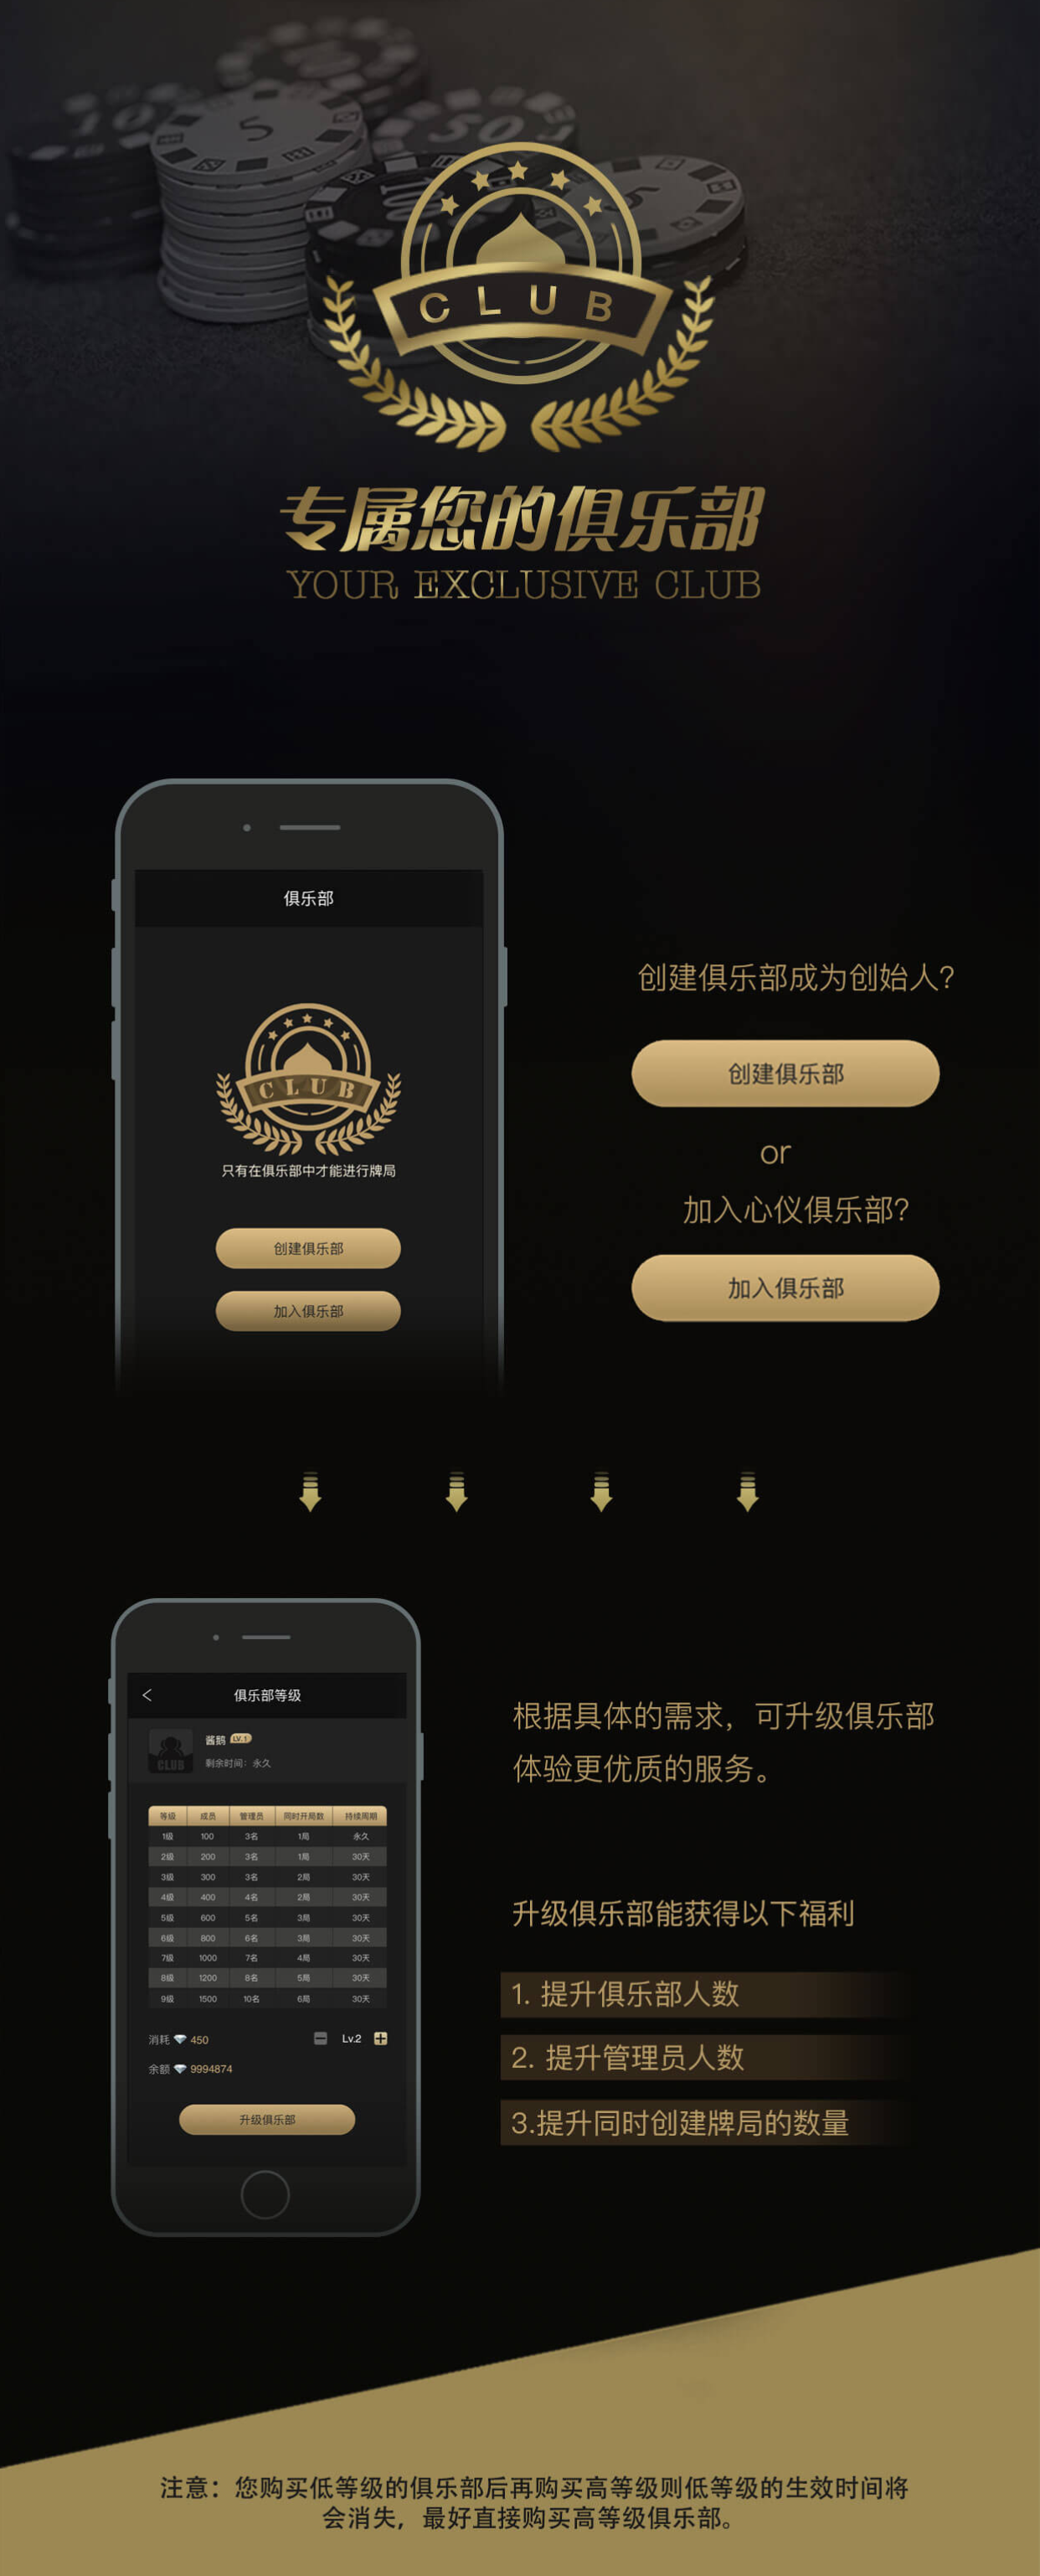 10
5
50
5
CLUB
专属您的俱乐部
YOUR EXCLUSIVE CLUB
俱乐部
CLUB
只有在俱乐部中才能进行牌局
创建俱乐部
加入俱乐部
创建俱乐部成为创始人?
创建俱乐部
or
加入心仪俱乐部?
加入俱乐部
俱乐部等级
CLUB
酱鹅 LV.1
剩余时间：永久
等级 成员 管理员 同时开局数 持续周期
1级 100 3名 1局 永久
2级 200 3名 1局 30天
3级 300 3名 2局 30天
4级 400 4名 2局 30天
5级 600 5名 3局 30天
6级 800 6名 3局 30天
7级 1000 7名 4局 30天
8级 1200 8名 5局 30天
9级 1500 10名 6局 30天
消耗 450 Lv.2
余额 9994874
升级俱乐部
根据具体的需求，可升级俱乐部
体验更优质的服务。
升级俱乐部能获得以下福利
1. 提升俱乐部人数
2. 提升管理员人数
3.提升同时创建牌局的数量
注意：您购买低等级的俱乐部后再购买高等级则低等级的生效时间将
会消失，最好直接购买高等级俱乐部。